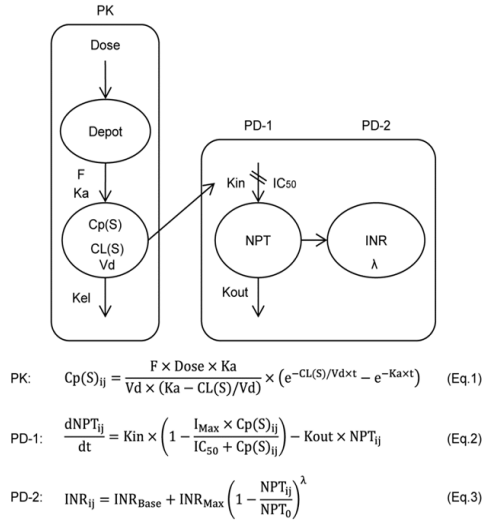 PK
Dose
Depot
F
Ka
Cp(S)
CL(S)
Vd
Kel
PD-1 PD-2
Kin IC50
NPT INR
λ
Kout
PK: Cp(S)ij = F × Dose × Ka / Vd × (Ka − CL(S)/Vd) × (e^−CL(S)/Vd×t − e^−Ka×t) (Eq.1)
PD-1: dNPTij / dt = Kin × (1 − IMax × Cp(S)ij / IC50 + Cp(S)ij) − Kout × NPTij (Eq.2)
PD-2: INRij = INRBase + INRMax (1 − NPTij / NPT0)^λ (Eq.3)